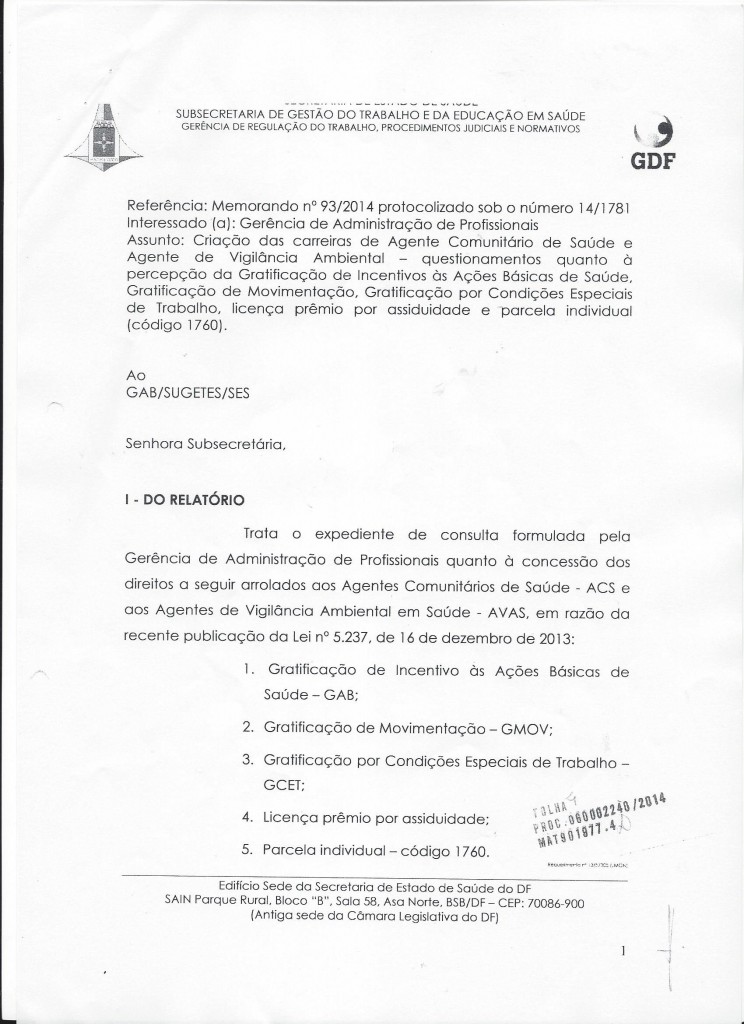 SECRETARIA DE ESTADO DE SAÚDE
SUBSECRETARIA DE GESTÃO DO TRABALHO E DA EDUCAÇÃO EM SAÚDE
GERÊNCIA DE REGULAÇÃO DO TRABALHO, PROCEDIMENTOS JUDICIAIS E NORMATIVOS
GDF
Referência: Memorando nº 93/2014 protocolizado sob o número 14/1781
Interessado (a): Gerência de Administração de Profissionais
Assunto: Criação das carreiras de Agente Comunitário de Saúde e
Agente de Vigilância Ambiental – questionamentos quanto à
percepção da Gratificação de Incentivos às Ações Básicas de Saúde,
Gratificação de Movimentação, Gratificação por Condições Especiais
de Trabalho, licença prêmio por assiduidade e parcela individual
(código 1760).
Ao
GAB/SUGETES/SES
Senhora Subsecretária,
I - DO RELATÓRIO
Trata o expediente de consulta formulada pela
Gerência de Administração de Profissionais quanto à concessão dos
direitos a seguir arrolados aos Agentes Comunitários de Saúde - ACS e
aos Agentes de Vigilância Ambiental em Saúde - AVAS, em razão da
recente publicação da Lei nº 5.237, de 16 de dezembro de 2013:
1. Gratificação de Incentivo às Ações Básicas de
Saúde – GAB;
2. Gratificação de Movimentação – GMOV;
3. Gratificação por Condições Especiais de Trabalho –
GCET;
4. Licença prêmio por assiduidade;
5. Parcela individual – código 1760.
FOLHA
PROC.060002240/2014
MAT901977.4
Edifício Sede da Secretaria de Estado de Saúde do DF
SAIN Parque Rural, Bloco "B", Sala 58, Asa Norte, BSB/DF – CEP: 70086-900
(Antiga sede da Câmara Legislativa do DF)
1